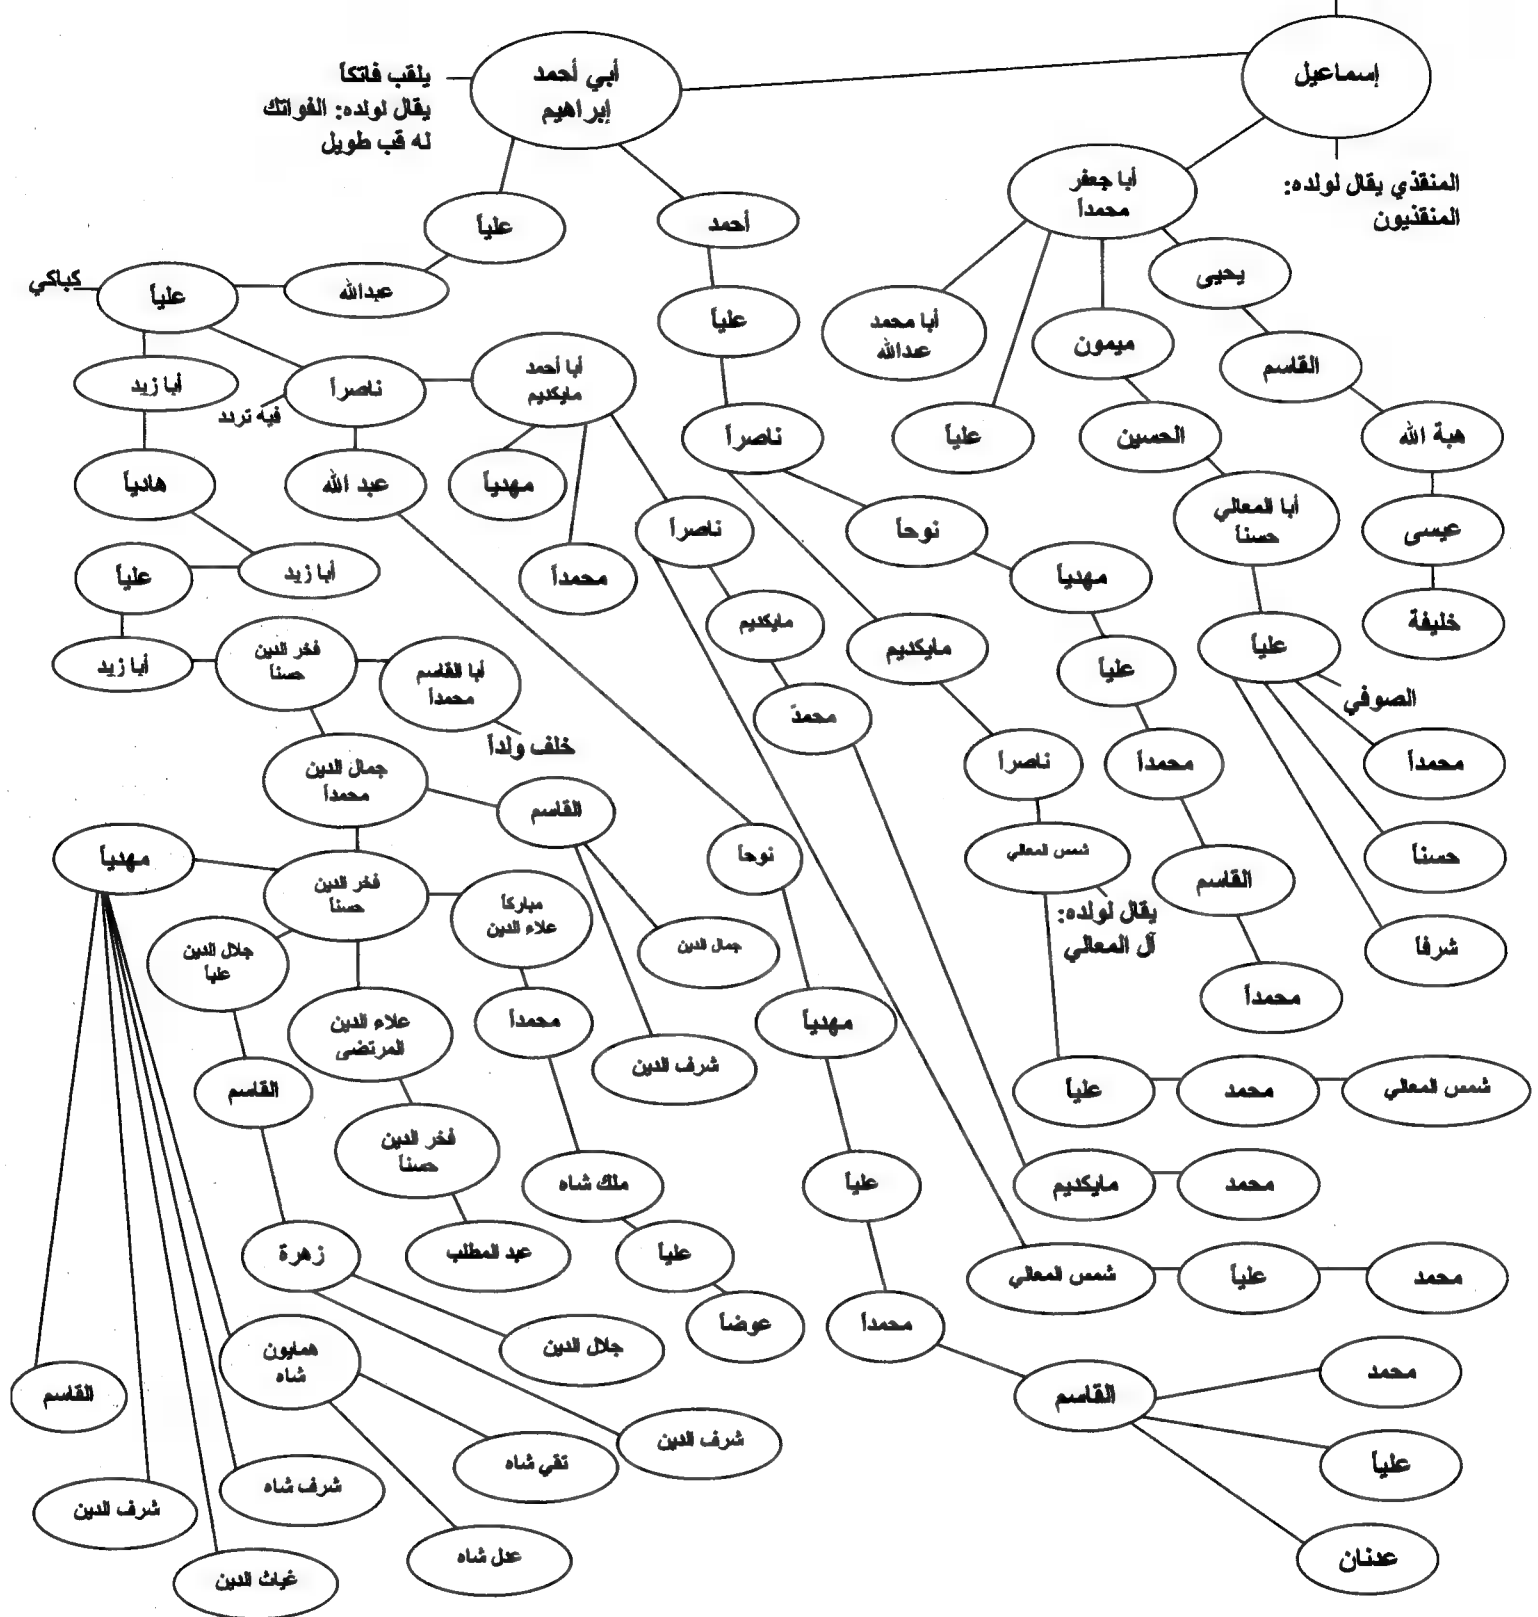 إسماعيل
المنقذي يقال لولده:
المنقذيون
أبي أحمد
إبراهيم
يلقب فاتكاً
يقال لولده: الفواتك
له قب طويل
أبا جعفر
محمداً
علياً
أحمد
يحيى
كباكي
علياً
عبدالله
علياً
أبا محمد
عبدالله
ميمون
القاسم
أبا زيد
ناصراً
فيه تردد
أبا أحمد
مايكديم
ناصراً
علياً
الحسين
هبة الله
هادياً
عبد الله
مهدياً
ناصراً
نوحاً
أبا المعالي
حسناً
عيسى
علياً
أبا زيد
محمداً
مهدياً
خليفة
أبا زيد
فخر الدين
حسناً
أبا القاسم
محمداً
خلف ولداً
مايكديم
مايكديم
علياً
علياً
الصوفي
محمدً
جمال الدين
محمداً
القاسم
ناصراً
محمداً
محمداً
مهدياً
فخر الدين
حسناً
مباركاً
علاء الدين
نوحاً
شمس المعالي
يقال لولده:
آل المعالي
القاسم
حسناً
جلال الدين
علياً
جمال الدين
شرفاً
علاء الدين
المرتضى
محمداً
مهدياً
محمداً
القاسم
شرف الدين
علياً
محمد
شمس المعالي
فخر الدين
حسناً
ملك شاه
علياً
مايكديم
محمد
زهرة
عبد المطلب
علياً
شمس المعالي
علياً
محمد
همايون
شاه
جلال الدين
عوضاً
محمداً
القاسم
محمد
القاسم
شرف الدين
علياً
شرف الدين
شرف شاه
تقي شاه
عدنان
غياث الدين
عدل شاه